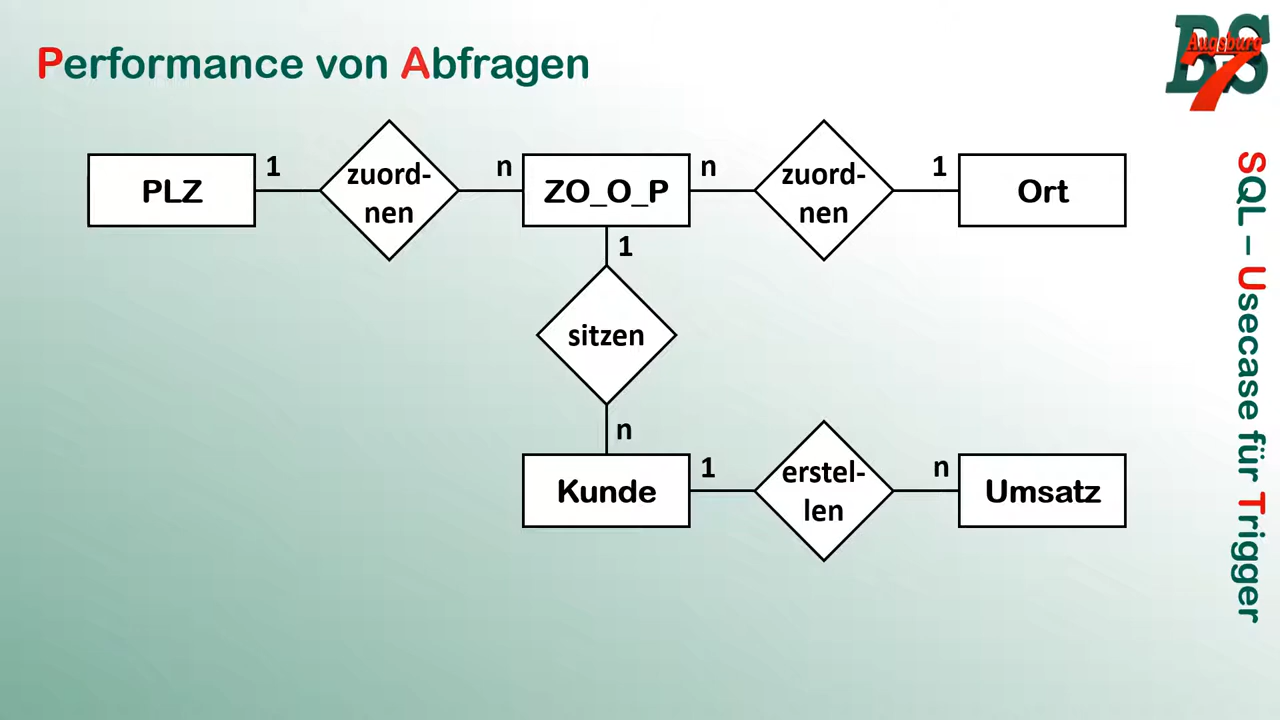 Performance von Abfragen
BS
Augsburg
7
PLZ
1
zuord-
nen
n
ZO_O_P
n
zuord-
nen
1
Ort
1
sitzen
n
Kunde
1
erstel-
len
n
Umsatz
SQL – Usecase für Trigger